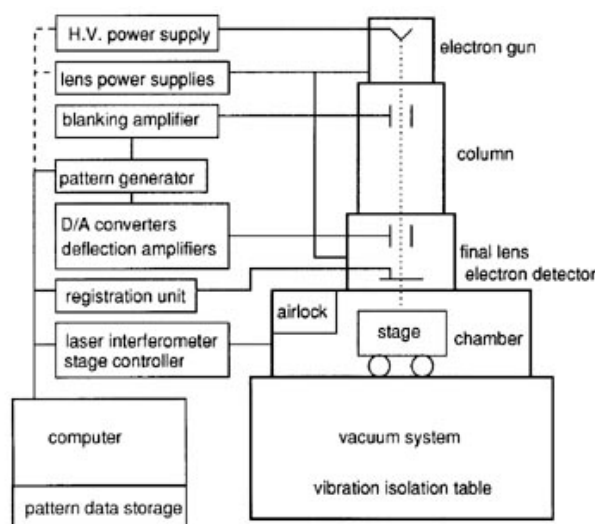 H.V. power supply
lens power supplies
blanking amplifier
pattern generator
D/A converters
deflection amplifiers
registration unit
laser interferometer
stage controller
computer
pattern data storage
electron gun
column
final lens
electron detector
airlock
stage
chamber
vacuum system
vibration isolation table